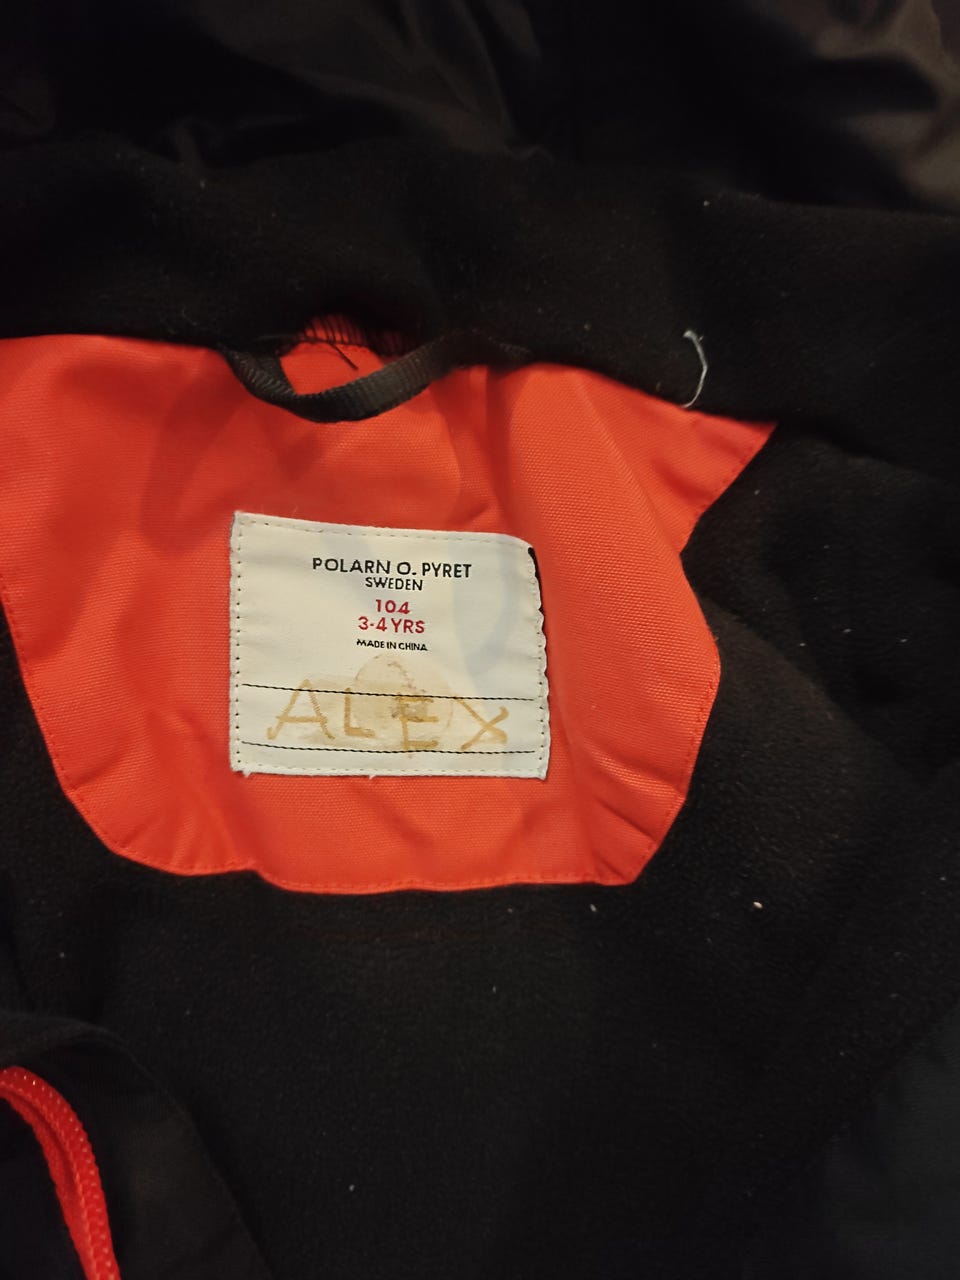 POLARN O. PYRET
SWEDEN
104
3-4 YRS
MADE IN CHINA
ALEX